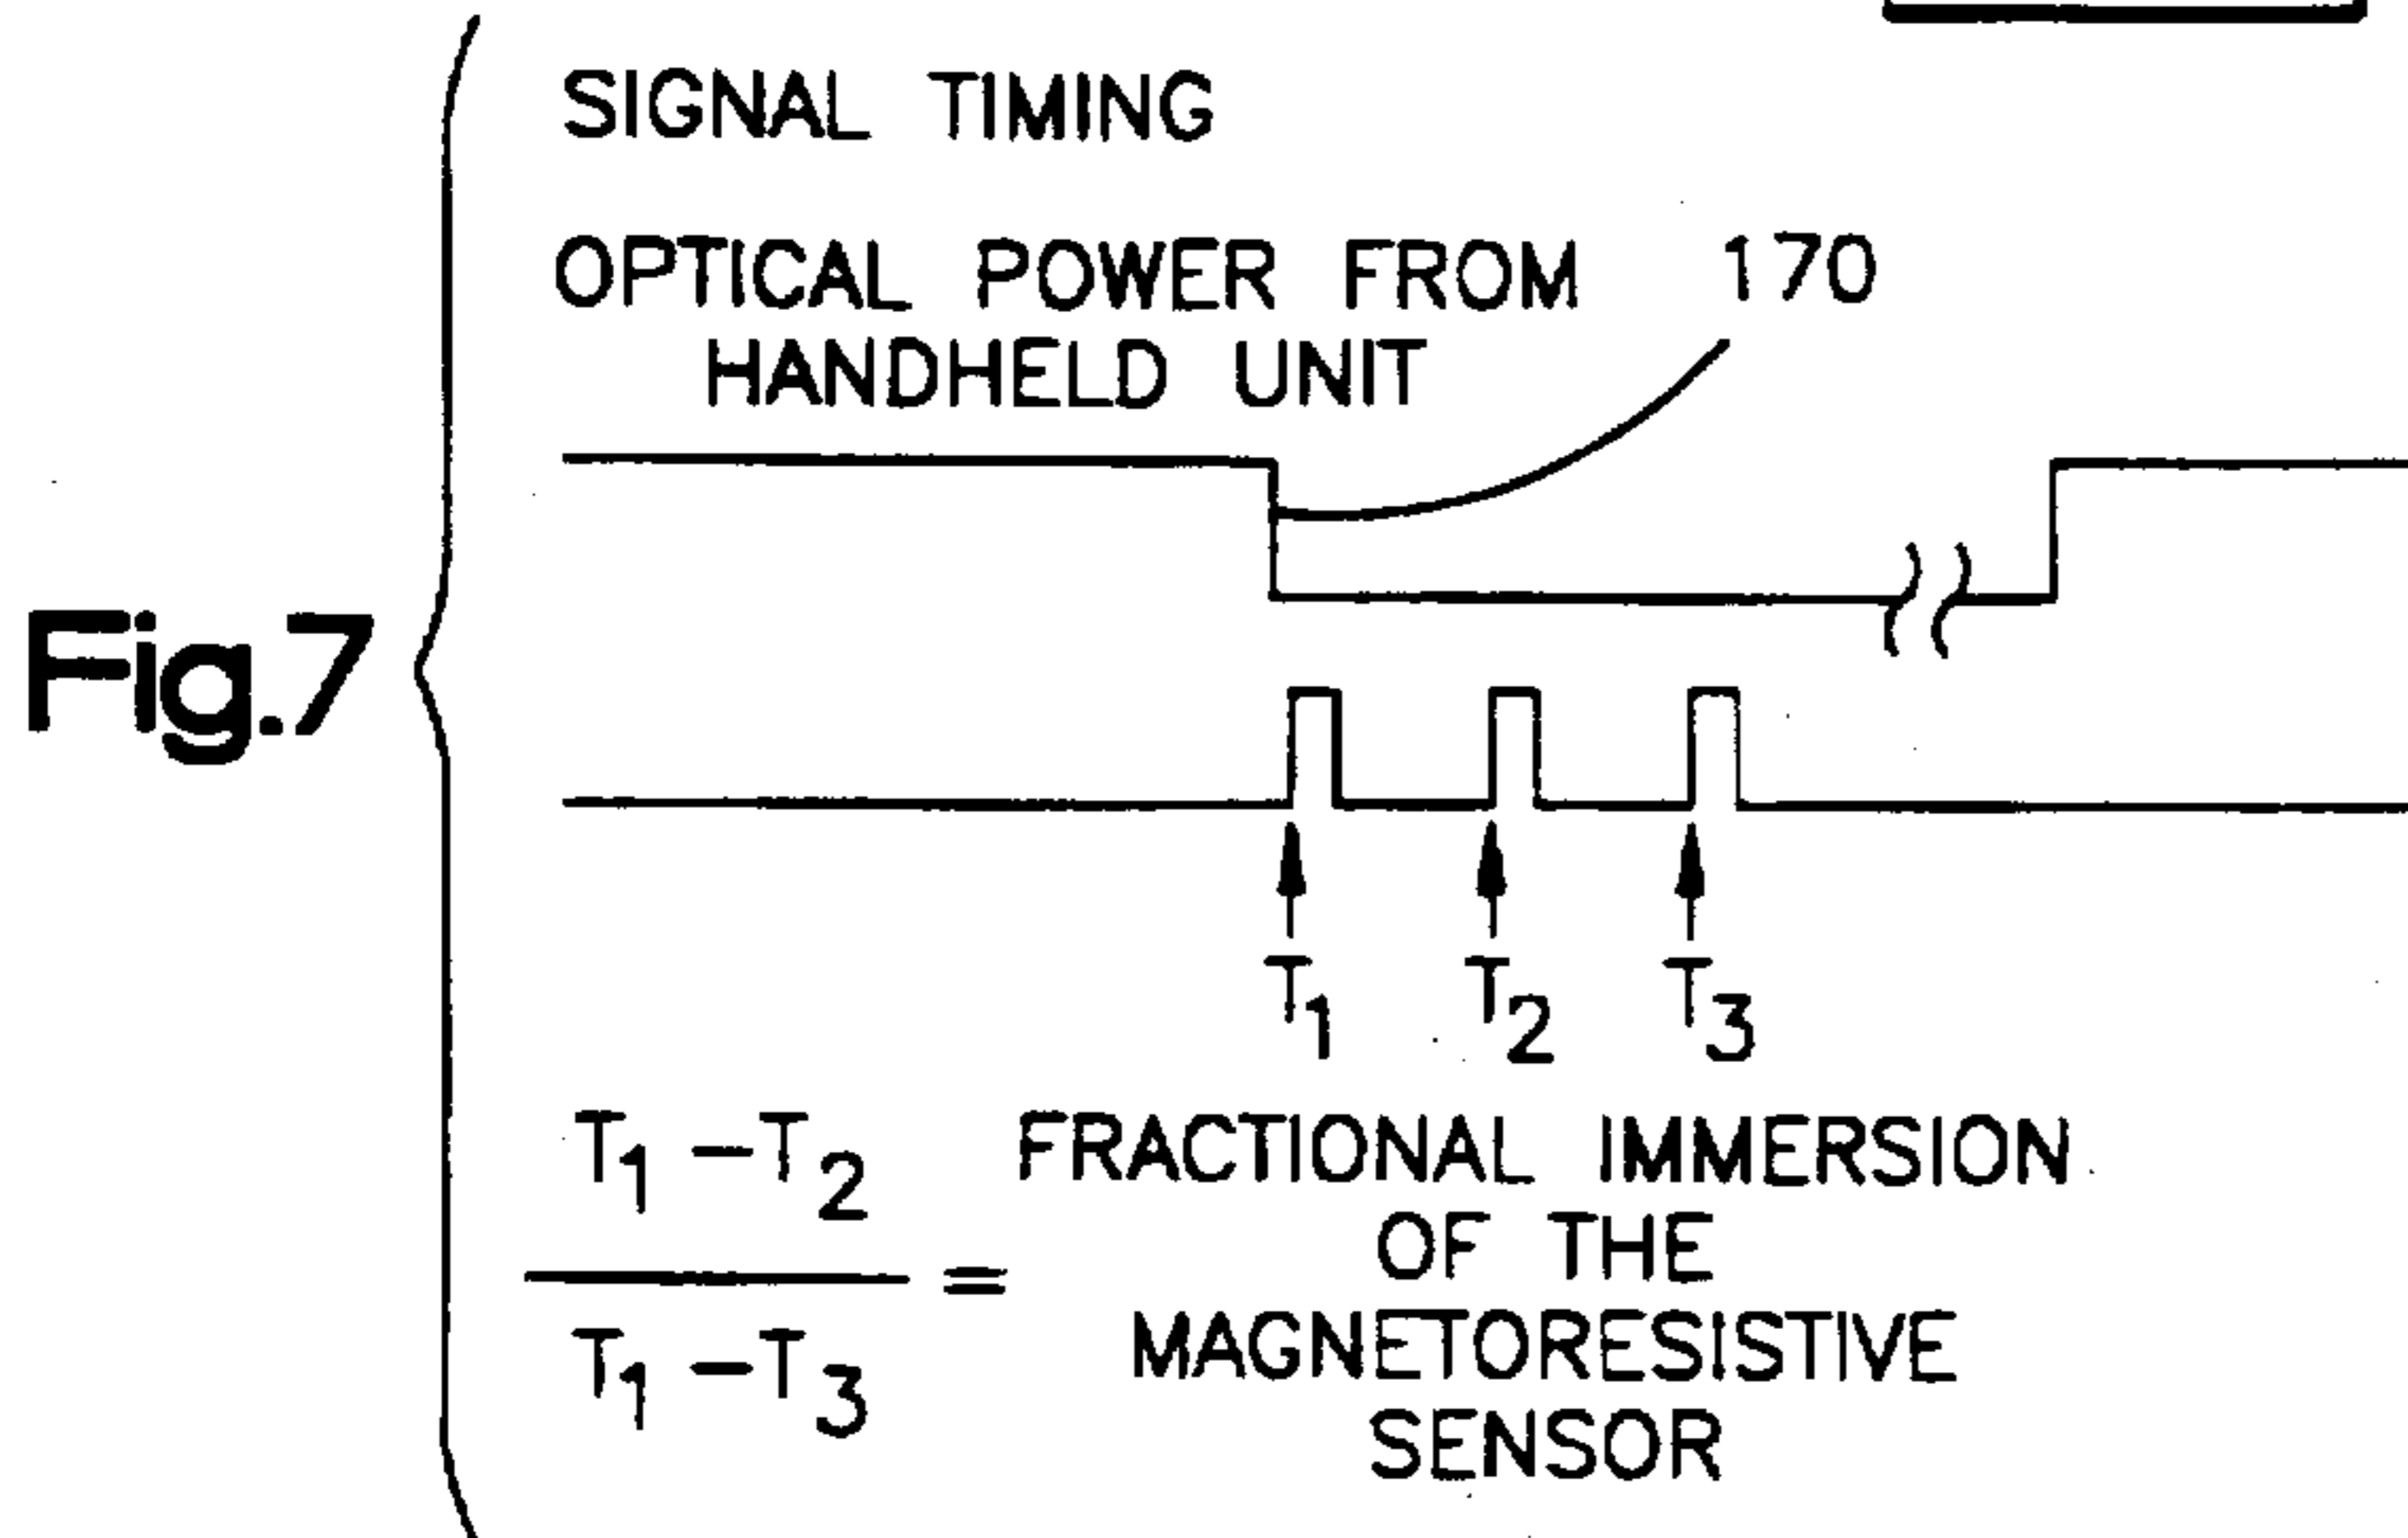 SIGNAL TIMING
OPTICAL POWER FROM
HANDHELD UNIT
170
Fig.7
T1 T2 T3
T1 –T2
T1 –T3
=
FRACTIONAL IMMERSION
OF THE
MAGNETORESISTIVE
SENSOR